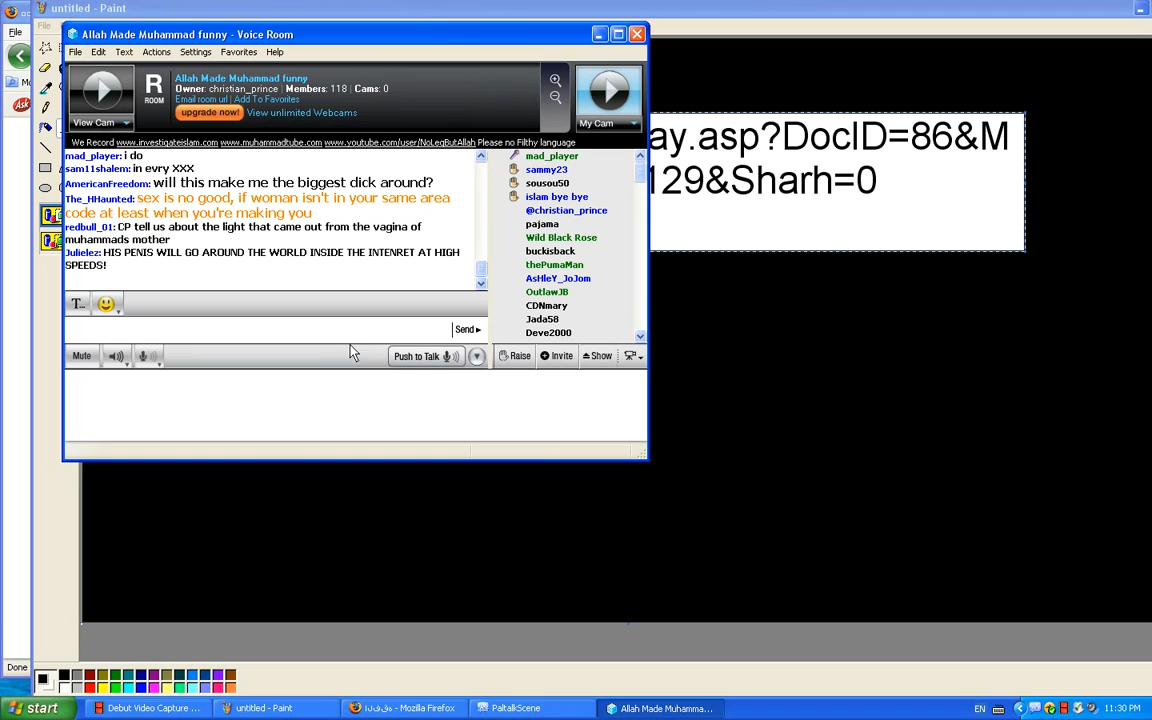 untitled - Paint
File
Allah Made Muhammad funny - Voice Room
File Edit Text Actions Settings Favorites Help
View Cam
R
ROOM
Allah Made Muhammad funny
Owner: christian_prince | Members: 118 | Cams: 0
Email room url | Add To Favorites
upgrade now! View unlimited Webcams
My Cam
We Record www.investigateislam.com www.muhammadtube.com www.youtube.com/user/NoLegButAllah Please no Filthy language
mad_player: i do
sam11shalem: in evry XXX
AmericanFreedom: will this make me the biggest dick around?
The_HHaunted: sex is no good, if woman isn't in your same area
code at least when you're making you
redbull_01: CP tell us about the light that came out from the vagina of
muhammads mother
Julielez: HIS PENIS WILL GO AROUND THE WORLD INSIDE THE INTENRET AT HIGH
SPEEDS!
mad_player
sammy23
sousou50
islam bye bye
@christian_prince
pajama
Wild Black Rose
buckisback
thePumaMan
AsHleY_JoJom
OutlawJB
CDNmary
Jada58
Deve2000
T...
Send
Mute
Push to Talk
Raise
Invite
Show
ay.asp?DocID=86&M
129&Sharh=0
File
Ask
Done
start
Debut Video Capture ...
untitled - Paint
الفقه - Mozilla Firefox
PaltalkScene
Allah Made Muhamma...
EN
11:30 PM